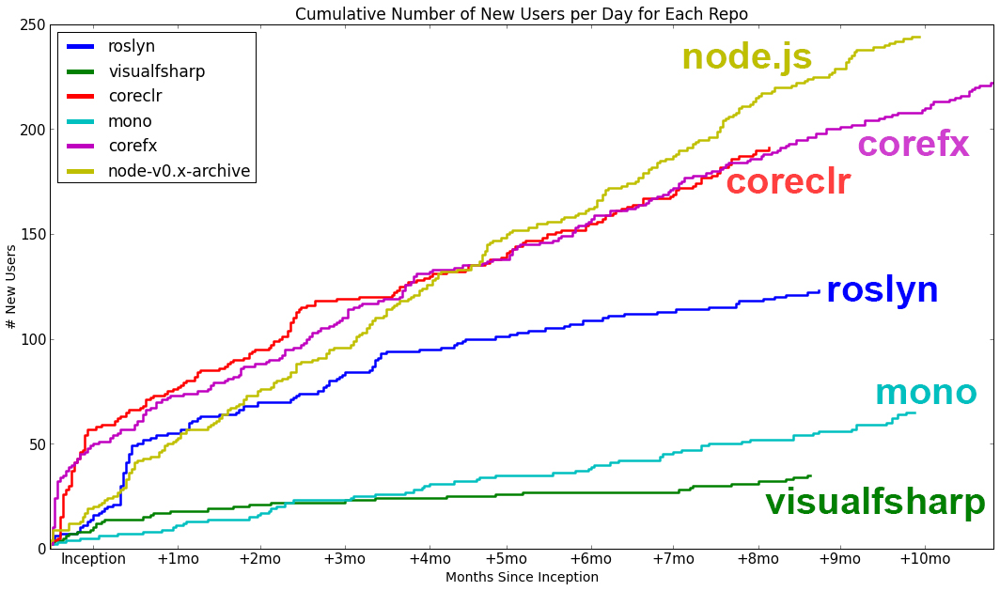 Cumulative Number of New Users per Day for Each Repo
250
200
150
100
50
0
# New Users
roslyn
visualfsharp
coreclr
mono
corefx
node-v0.x-archive
node.js
corefx
coreclr
roslyn
mono
visualfsharp
Inception +1mo +2mo +3mo +4mo +5mo +6mo +7mo +8mo +9mo +10mo
Months Since Inception